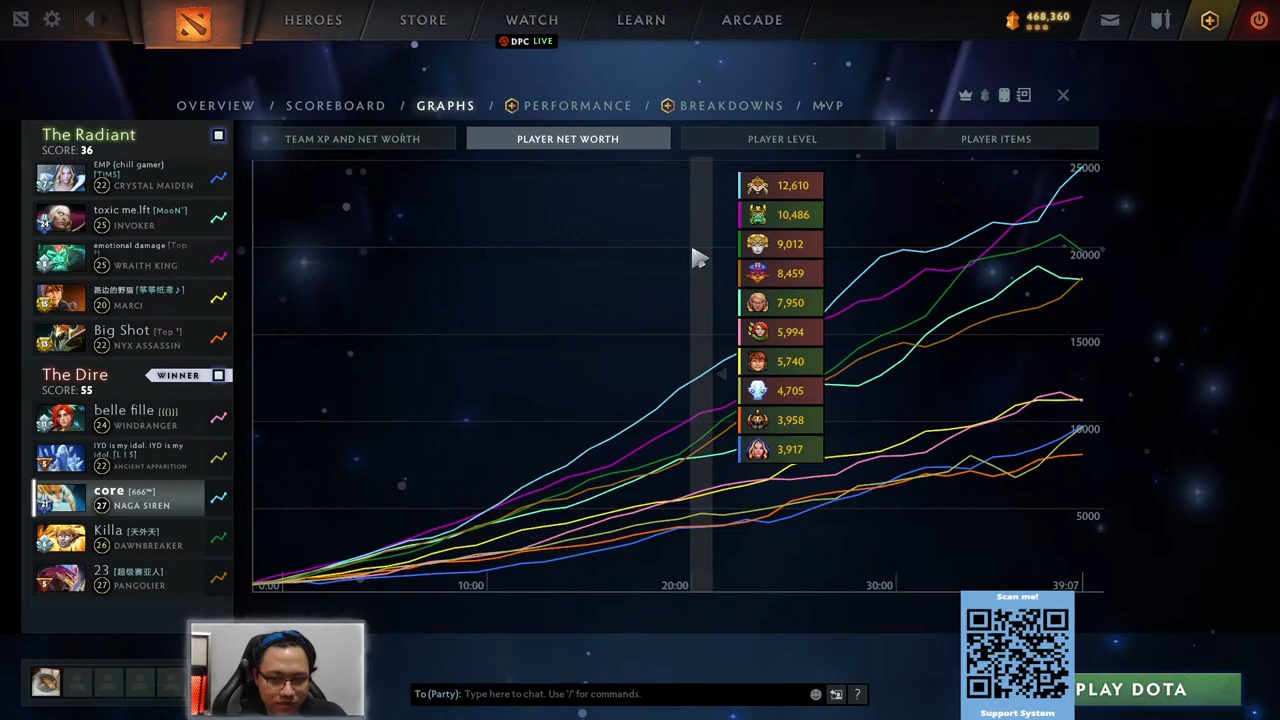 HEROES
STORE
WATCH
LEARN
ARCADE
468,360
DPC LIVE
OVERVIEW / SCOREBOARD / GRAPHS / PERFORMANCE / BREAKDOWNS / MVP
The Radiant
SCORE: 36
EMP (chill gamer)
[TIMS]
22 CRYSTAL MAIDEN
toxic me.lft [MooN`]
25 INVOKER
emotional damage [Top
25 WRAITH KING
路边的野猫 [筝筝纸鸢♪]
20 MARCI
Big Shot [Top ³]
22 NYX ASSASSIN
The Dire
WINNER
SCORE: 55
belle fille [{{}}]
24 WINDRANGER
IYD is my idol. IYD is my
idol. [L I S]
22 ANCIENT APPARITION
core [666™]
27 NAGA SIREN
Killa [天外天]
26 DAWNBREAKER
23 [超级赛亚人]
27 PANGOLIER
TEAM XP AND NET WORTH
PLAYER NET WORTH
PLAYER LEVEL
PLAYER ITEMS
12,610
10,486
9,012
8,459
7,950
5,994
5,740
4,705
3,958
3,917
25000
20000
15000
10000
5000
0:00
10:00
20:00
30:00
39:07
To (Party): Type here to chat. Use '/' for commands.
?
Scan me!
Support System
PLAY DOTA